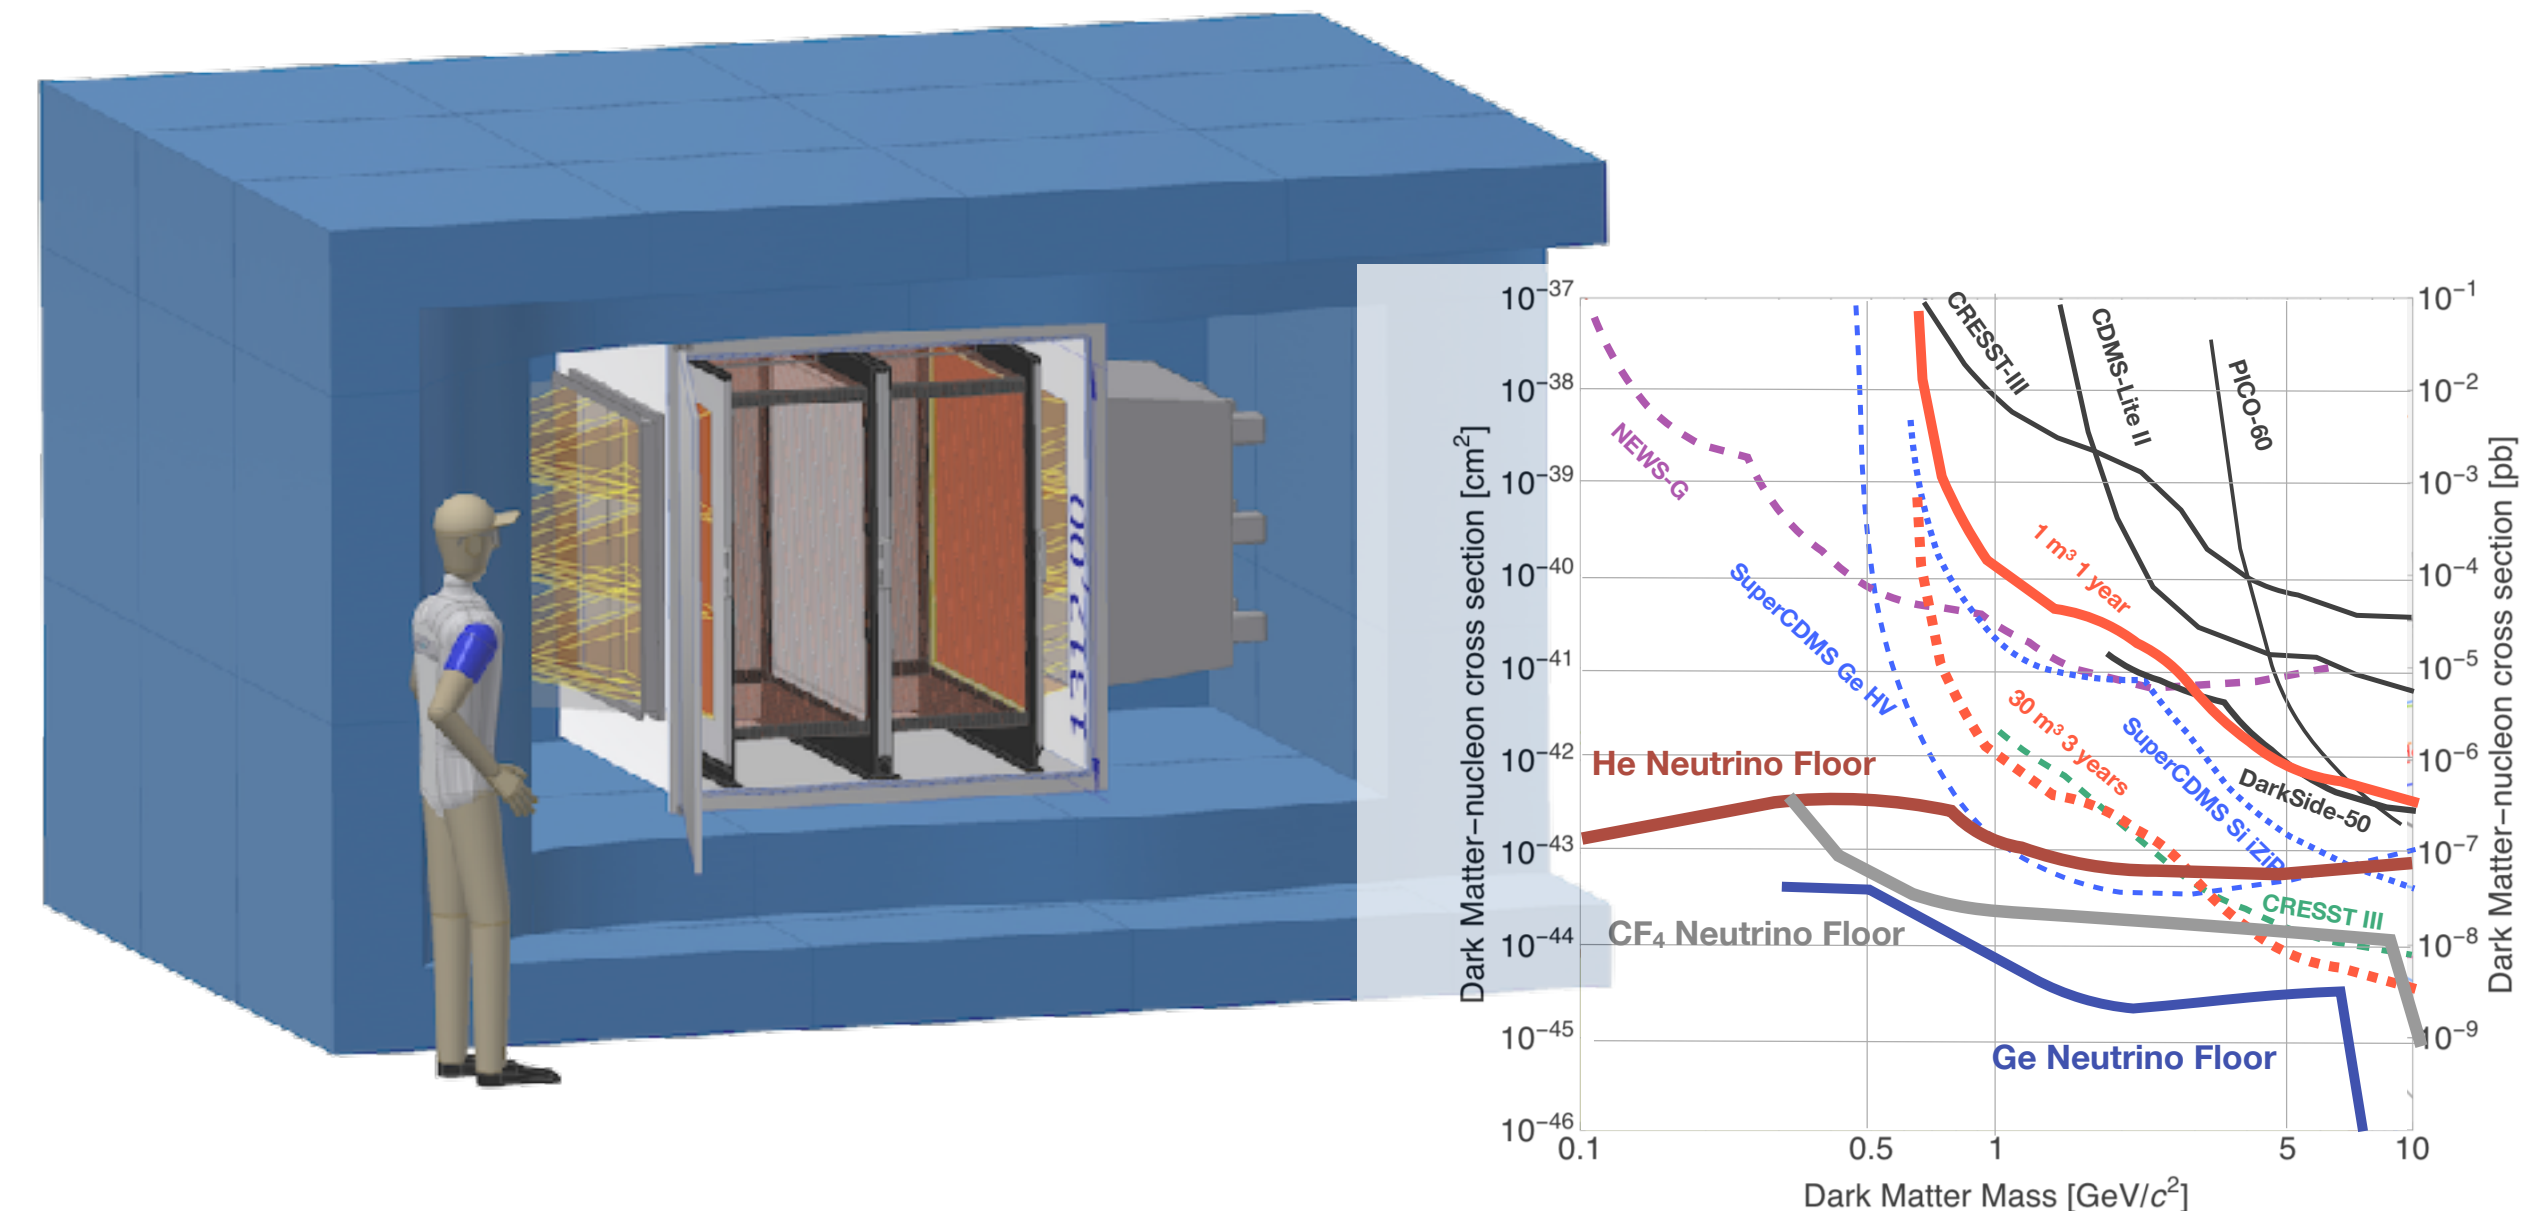 10⁻³⁷
10⁻³⁸
10⁻³⁹
10⁻⁴⁰
10⁻⁴¹
10⁻⁴²
10⁻⁴³
10⁻⁴⁴
10⁻⁴⁵
10⁻⁴⁶
Dark Matter–nucleon cross section [cm²]
NEWS-G
SuperCDMS Ge HV
CRESST-III
CDMS-Lite II
PICO-60
1 m³ 1 year
30 m³ 3 years
SuperCDMS Si iZiP
DarkSide-50
He Neutrino Floor
CRESST III
CF₄ Neutrino Floor
Ge Neutrino Floor
10⁻¹
10⁻²
10⁻³
10⁻⁴
10⁻⁵
10⁻⁶
10⁻⁷
10⁻⁸
10⁻⁹
Dark Matter–nucleon cross section [pb]
0.1
0.5
1
5
10
Dark Matter Mass [GeV/c²]